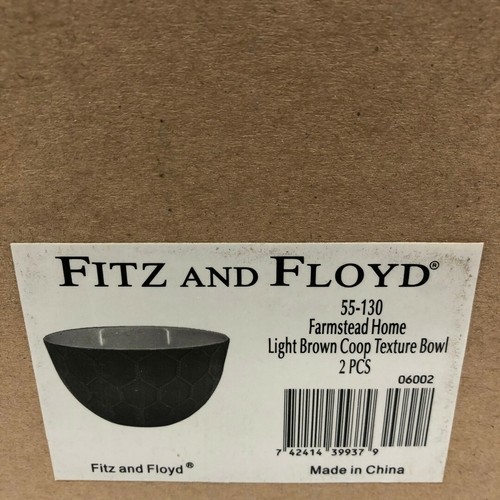 FITZ AND FLOYD®
55-130
Farmstead Home
Light Brown Coop Texture Bowl
2 PCS
06002
7 42414 39937 9
Fitz and Floyd®
Made in China